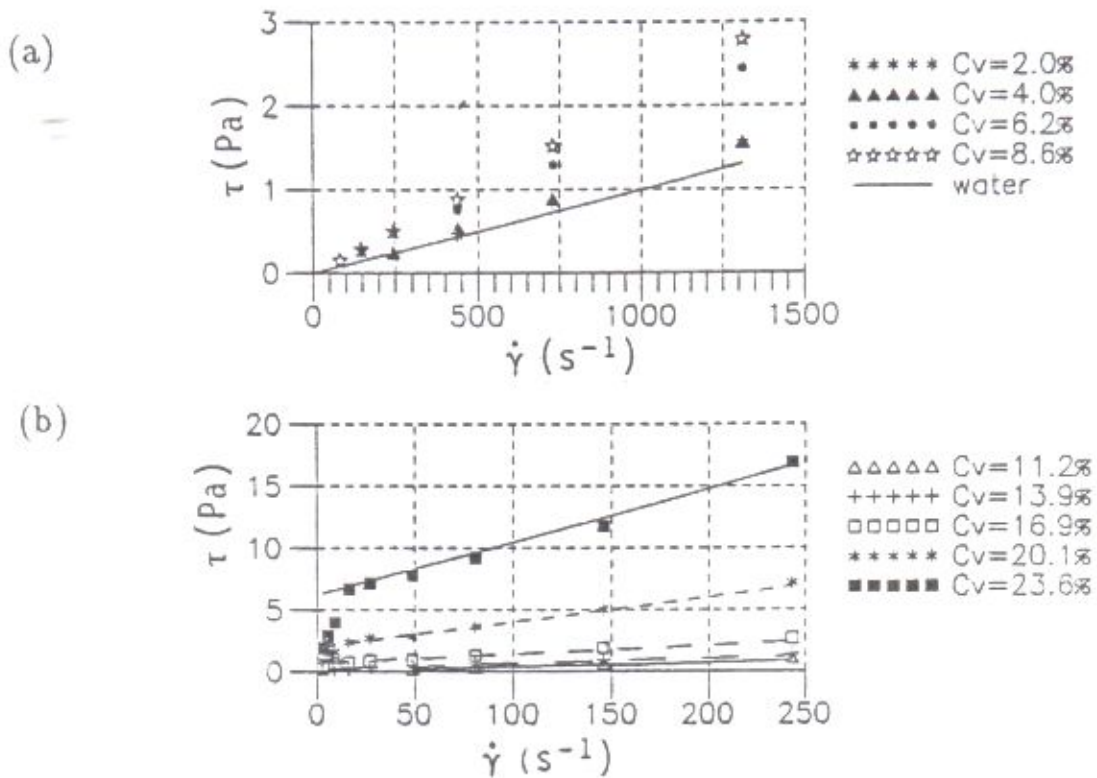 (a)
3
2
1
0
τ (Pa)
0 500 1000 1500
γ̇ (s⁻¹)
Cv=2.0%
Cv=4.0%
Cv=6.2%
Cv=8.6%
water
(b)
20
15
10
5
0
τ (Pa)
0 50 100 150 200 250
γ̇ (s⁻¹)
Cv=11.2%
Cv=13.9%
Cv=16.9%
Cv=20.1%
Cv=23.6%